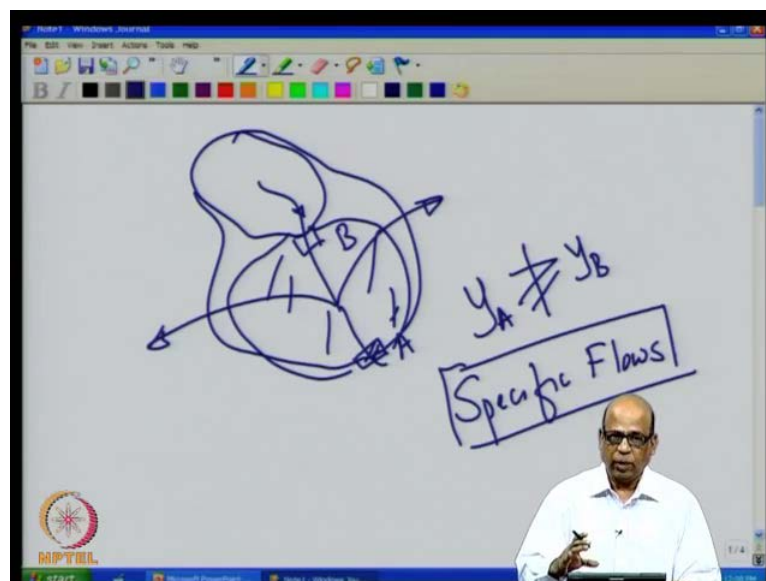 Note1 - Windows Journal
File Edit View Insert Actions Tools Help
B I
B
A
y_A ≠ y_B
Specific Flows
NPTEL
1/4
start
Microsoft PowerPoint
Note1 - Windows Jou